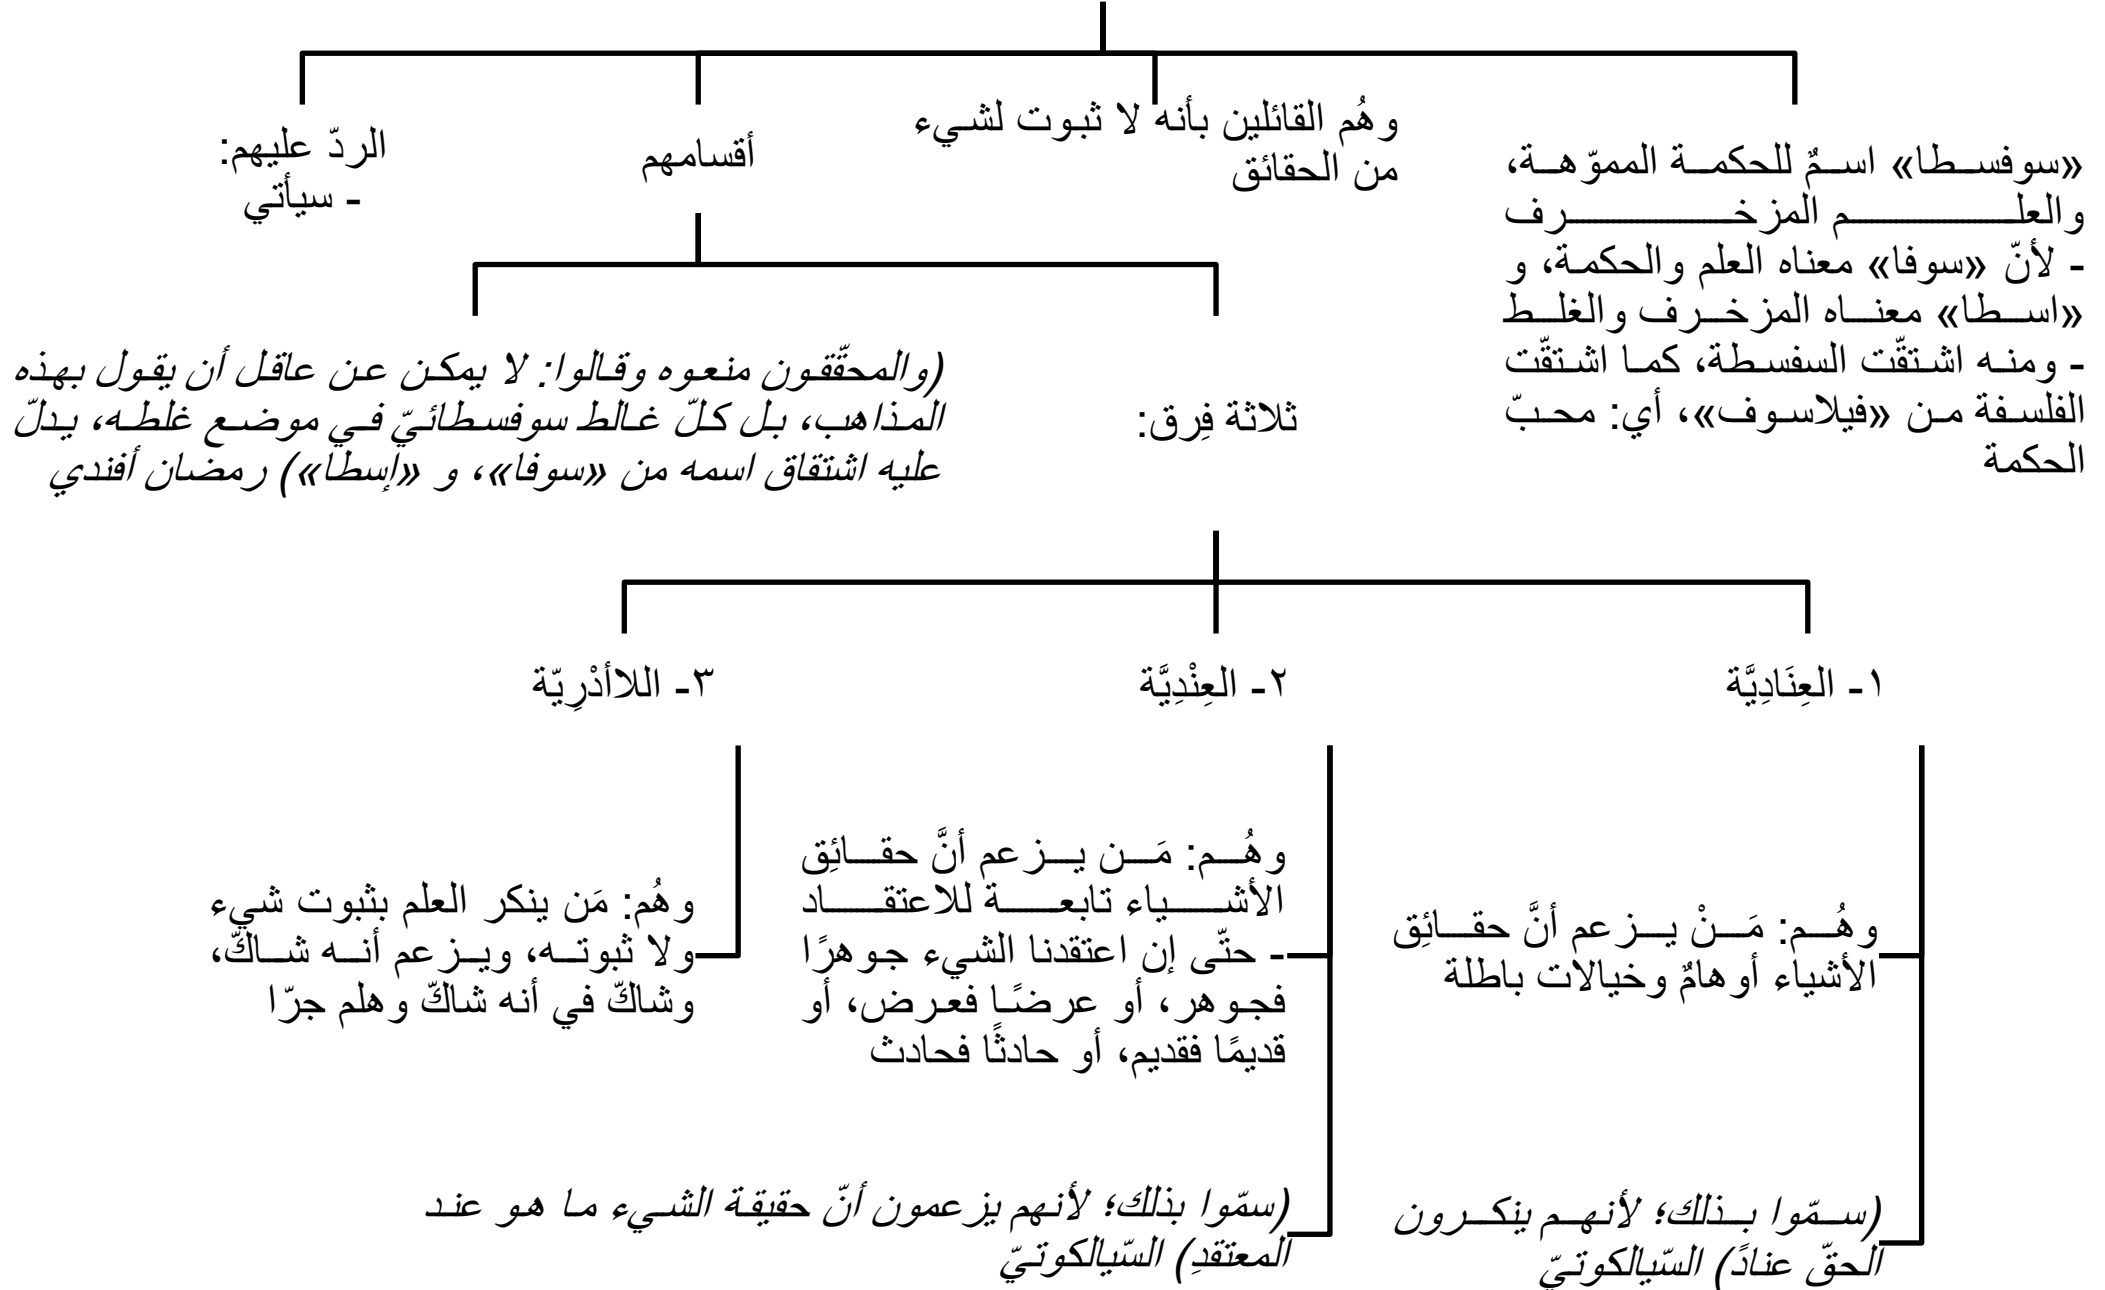 «سوفسطا» اسمٌ للحكمة المموّهة،
والعلم المزخرف
- لأنّ «سوفا» معناه العلم والحكمة، و
«اسطا» معناه المزخرف والغلط
- ومنه اشتقّت السفسطة، كما اشتقّت
الفلسفة من «فيلاسوف»، أي: محبّ
الحكمة
وهُم القائلين بأنه لا ثبوت لشيء
من الحقائق
أقسامهم
الردّ عليهم:
- سيأتي
ثلاثة فِرق:
(والمحقّقون منعوه وقالوا: لا يمكن عن عاقل أن يقول بهذه
المذاهب، بل كلّ غالط سوفسطائيّ في موضع غلطه، يدلّ
عليه اشتقاق اسمه من «سوفا»، و «إسطا») رمضان أفندي
١- العِنَادِيَّة
٢- العِنْدِيَّة
٣- اللاأدْرِيّة
وهُم: مَنْ يزعم أنَّ حقائِق
الأشياء أوهامٌ وخيالات باطلة
(سمّوا بذلك؛ لأنهم ينكرون
الحقّ عنادً) السّيالكوتيّ
وهُم: مَن يزعم أنَّ حقائِق
الأشياء تابعة للاعتقاد
- حتّى إن اعتقدنا الشيء جوهرًا
فجوهر، أو عرضًا فعرض، أو
قديمًا فقديم، أو حادثًا فحادث
(سمّوا بذلك؛ لأنهم يزعمون أنّ حقيقة الشيء ما هو عند
المعتقدِ) السّيالكوتيّ
وهُم: مَن ينكر العلم بثبوت شيء
ولا ثبوته، ويزعم أنه شاكّ،
وشاكّ في أنه شاكّ وهلم جرّا